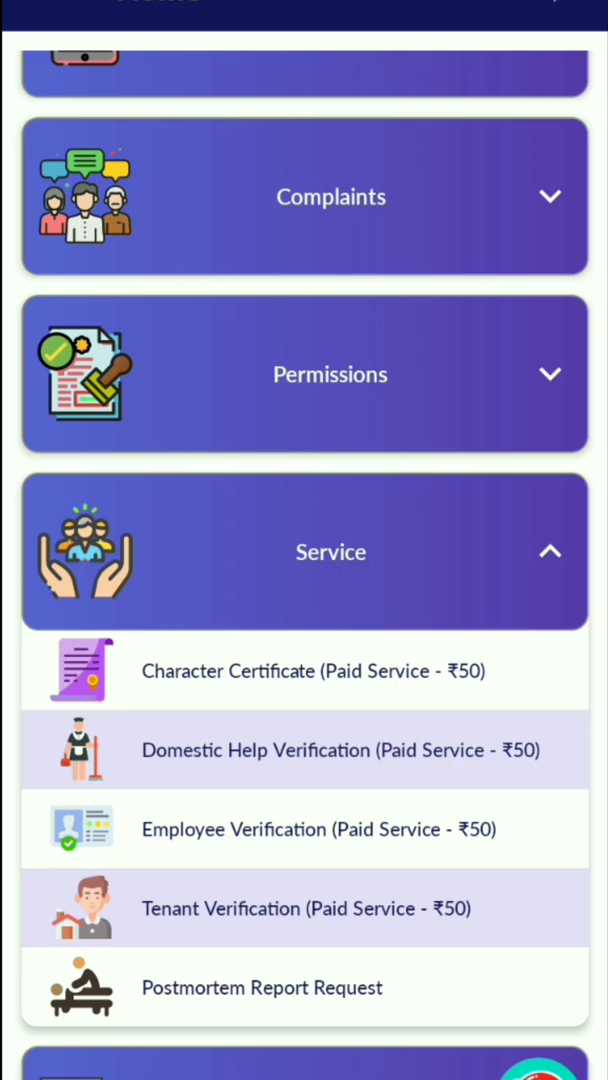 Complaints
Permissions
Service
Character Certificate (Paid Service - ₹50)
Domestic Help Verification (Paid Service - ₹50)
Employee Verification (Paid Service - ₹50)
Tenant Verification (Paid Service - ₹50)
Postmortem Report Request